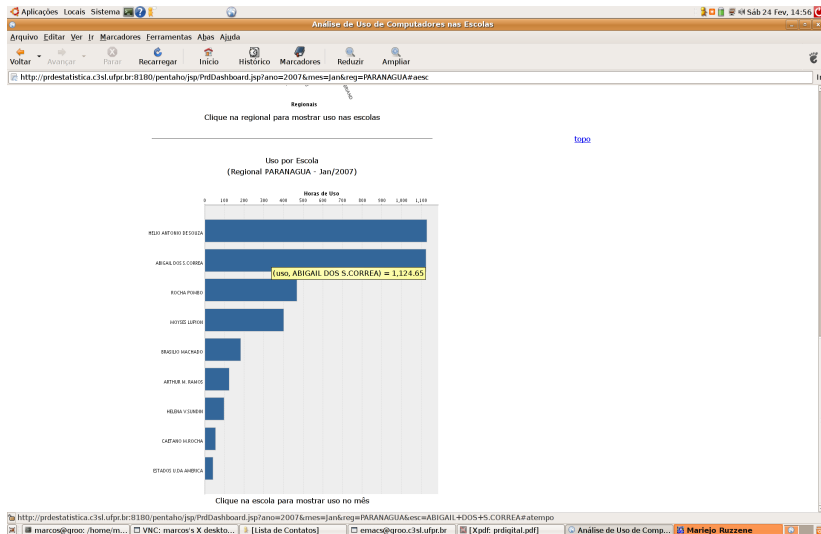 Aplicações Locais Sistema
Sáb 24 Fev, 14:56
Análise de Uso de Computadores nas Escolas
Arquivo Editar Ver Ir Marcadores Ferramentas Abas Ajuda
Voltar Avançar Parar Recarregar Início Histórico Marcadores Reduzir Ampliar
http://prdestatistica.c3sl.ufpr.br:8180/pentaho/jsp/PrdDashboard.jsp?ano=2007&mes=Jan&reg=PARANAGUA#aesc
Regionais
Clique na regional para mostrar uso nas escolas
topo
Uso por Escola
(Regional PARANAGUA - Jan/2007)
Horas de Uso
0 100 200 300 400 500 600 700 800 900 1,000 1,100
HELIO ANTONIO DE SOUZA
ABIGAIL DOS S.CORREA
(uso, ABIGAIL DOS S.CORREA) = 1,124.65
ROCHA POMBO
MOYSES LUPION
BRASILIO MACHADO
ARTHUR M. RAMOS
HELENA V.SUNDIN
CAETANO M.ROCHA
ESTADOS U.DA AMERICA
Clique na escola para mostrar uso no mês
http://prdestatistica.c3sl.ufpr.br:8180/pentaho/jsp/PrdDashboard.jsp?ano=2007&mes=Jan&reg=PARANAGUA&esc=ABIGAIL+DOS+S.CORREA#atempo
marcos@qroo: /home/m... VNC: marcos's X deskto... [Lista de Contatos] emacs@qroo.c3sl.ufpr.br [Xpdf: prdigital.pdf] Análise de Uso de Comp... Mariejo Ruzzene